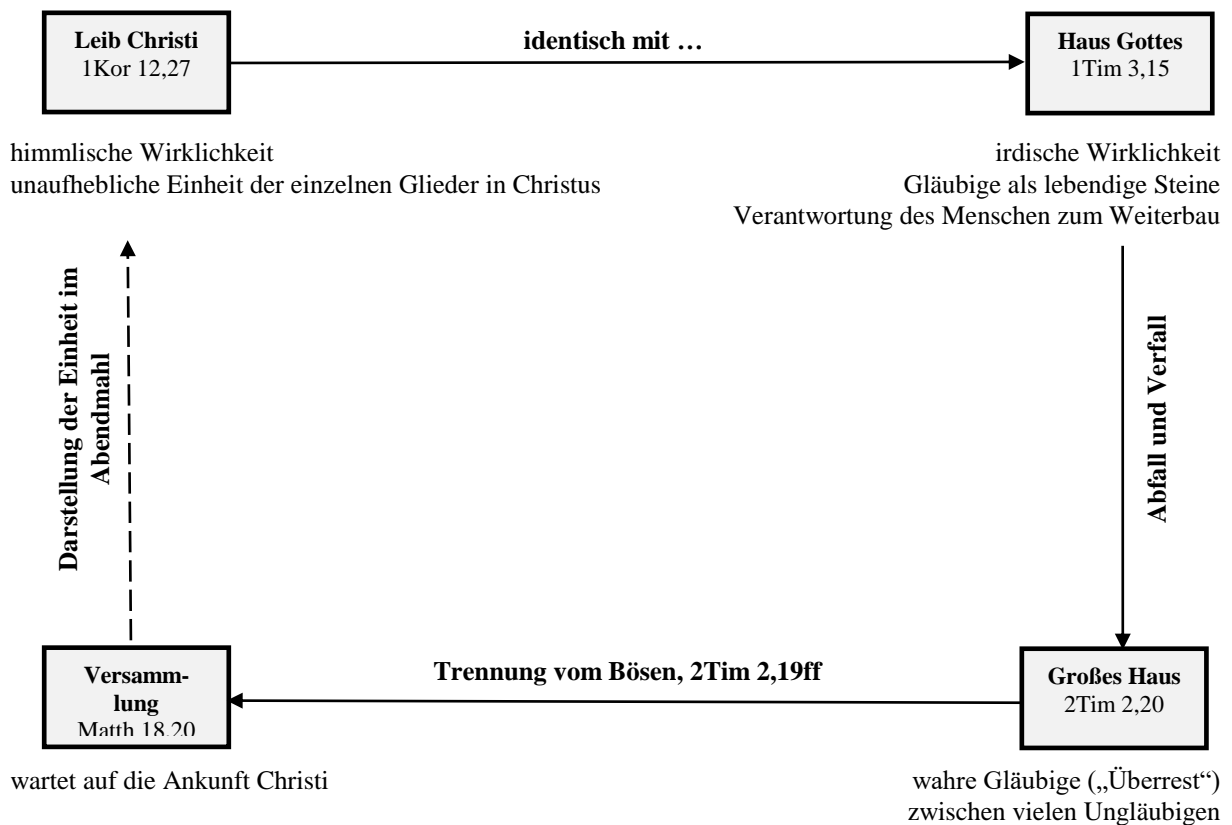 Leib Christi
1Kor 12,27
identisch mit …
Haus Gottes
1Tim 3,15
himmlische Wirklichkeit
unaufhebliche Einheit der einzelnen Glieder in Christus
irdische Wirklichkeit
Gläubige als lebendige Steine
Verantwortung des Menschen zum Weiterbau
Darstellung der Einheit im
Abendmahl
Abfall und Verfall
Versamm-
lung
Matth 18,20
Trennung vom Bösen, 2Tim 2,19ff
Großes Haus
2Tim 2,20
wartet auf die Ankunft Christi
wahre Gläubige („Überrest“)
zwischen vielen Ungläubigen